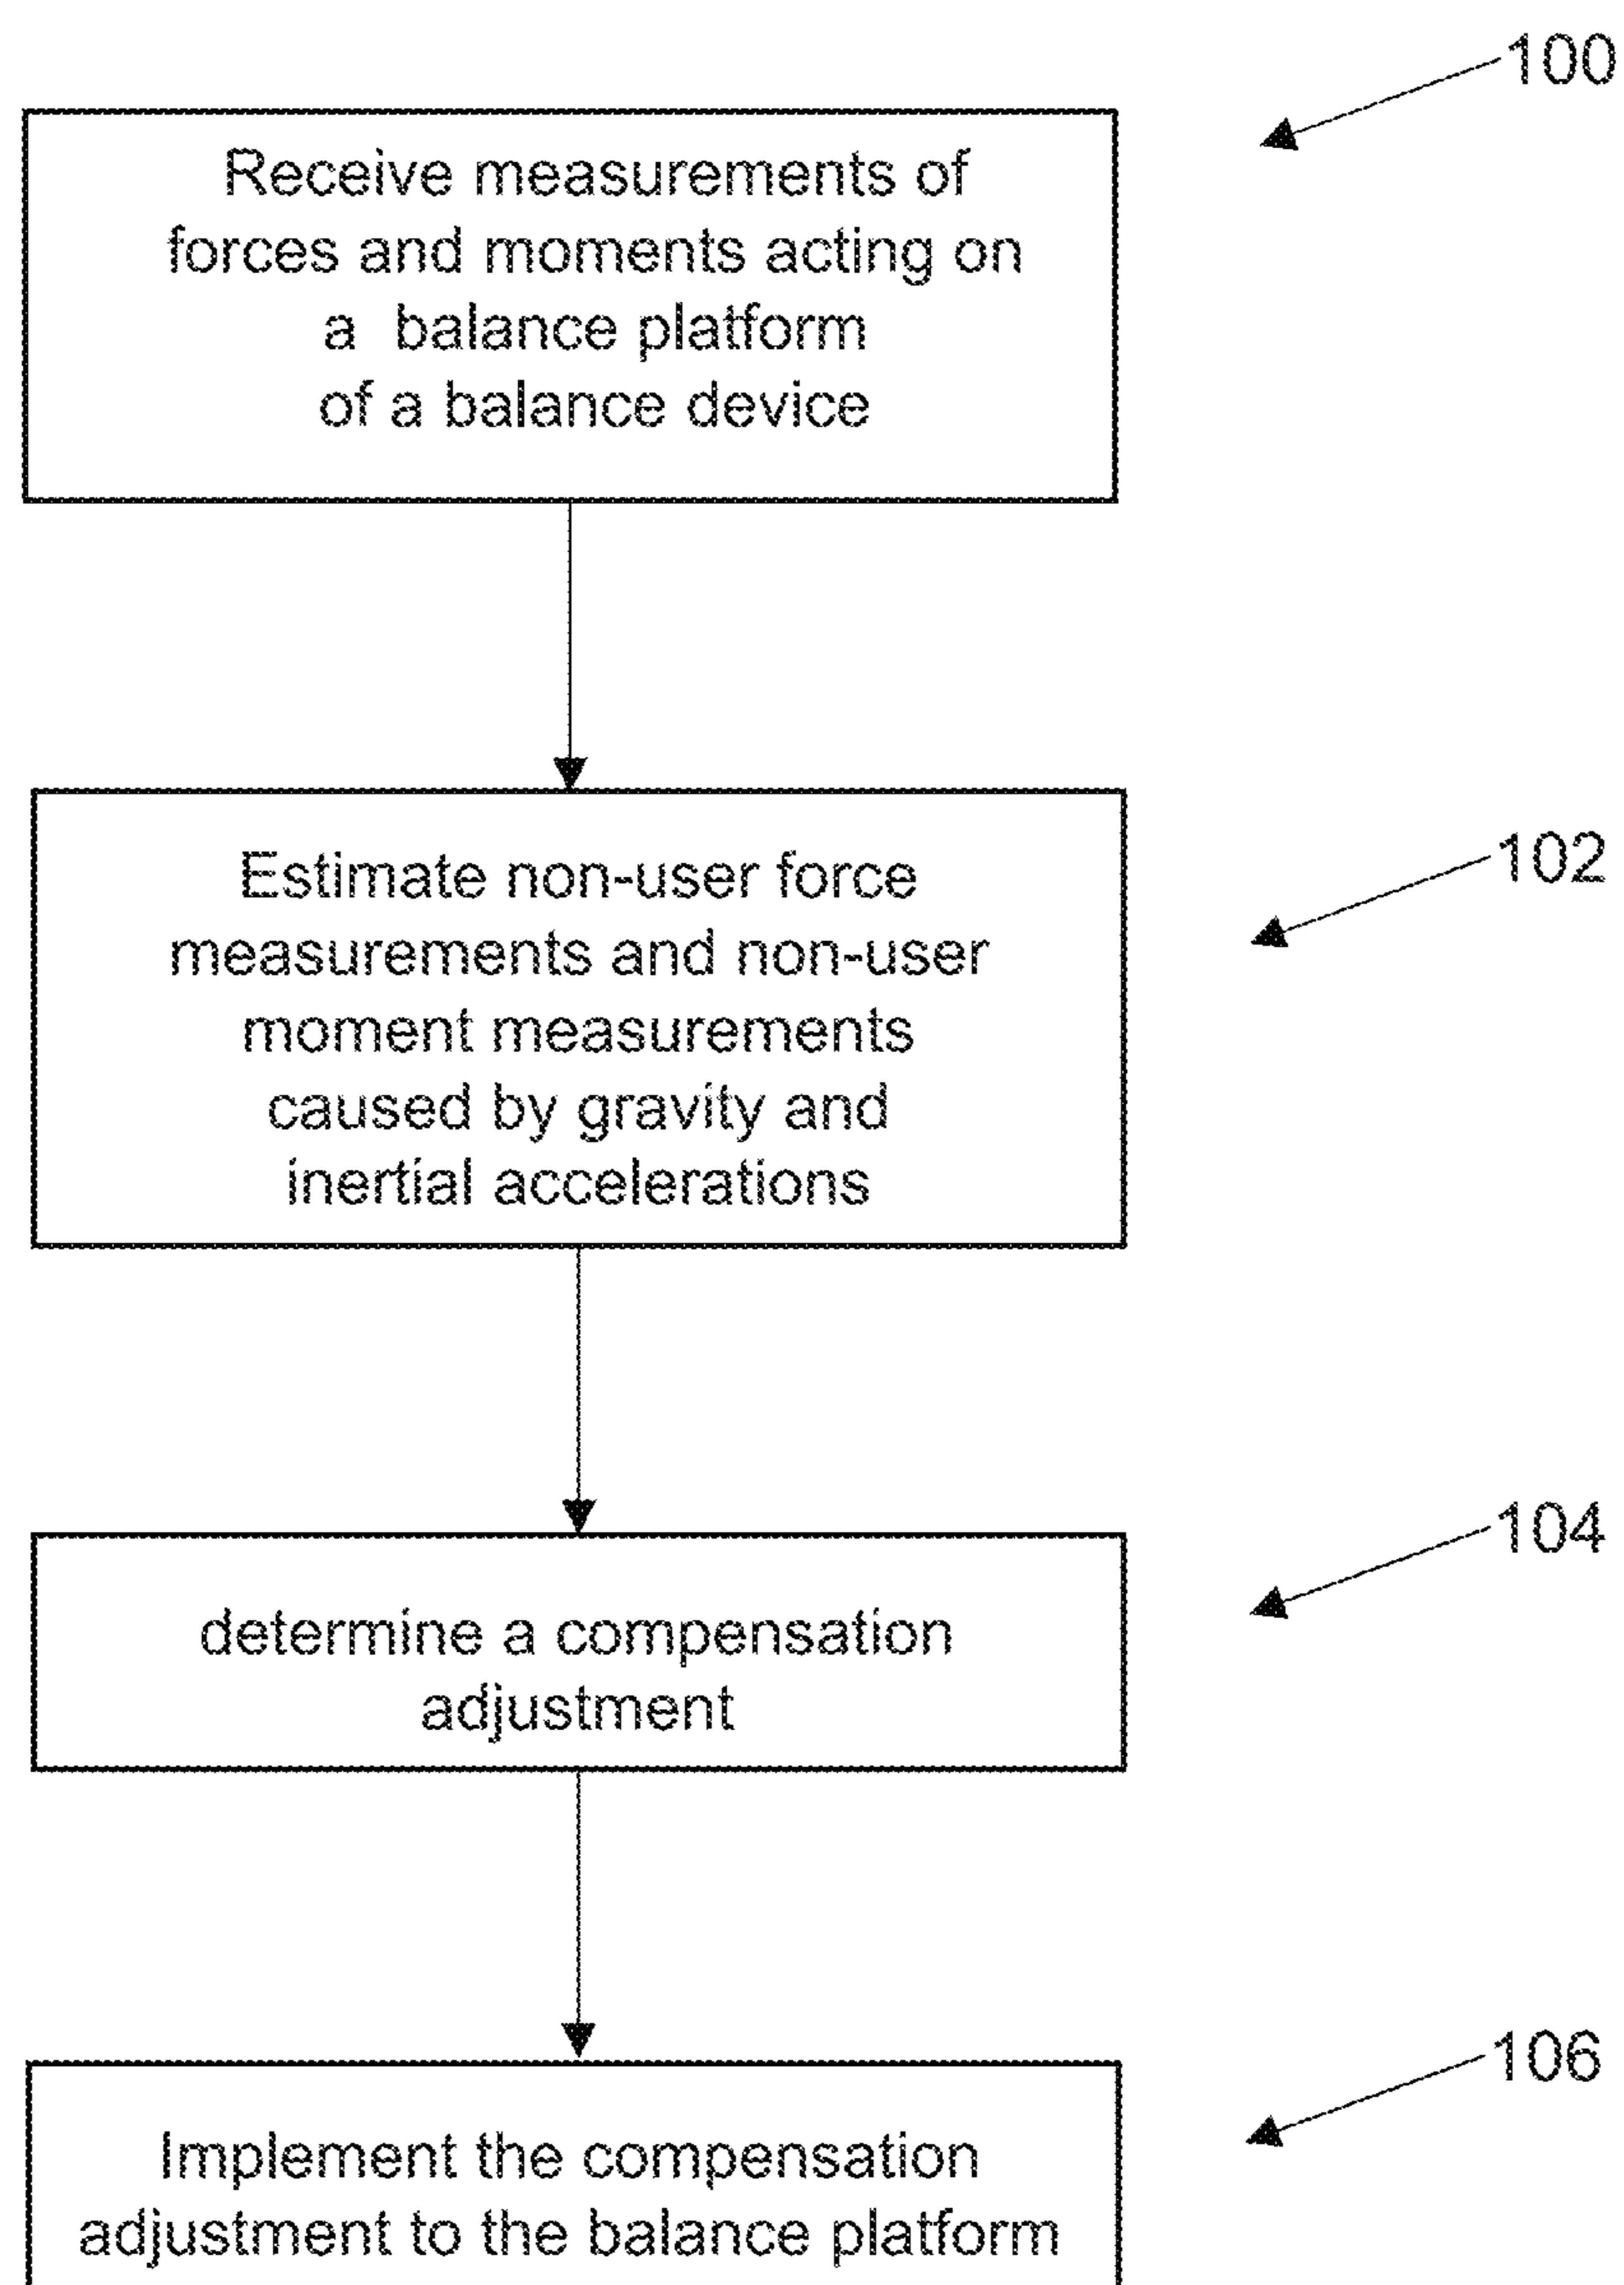 100
Receive measurements of
forces and moments acting on
a balance platform
of a balance device
102
Estimate non-user force
measurements and non-user
moment measurements
caused by gravity and
inertial accelerations
104
determine a compensation
adjustment
106
Implement the compensation
adjustment to the balance platform